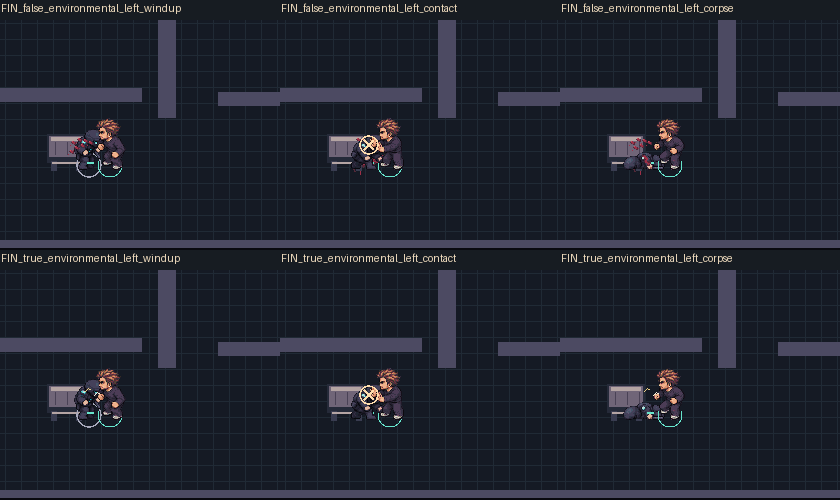 FIN_false_environmental_left_windup
FIN_false_environmental_left_contact
FIN_false_environmental_left_corpse
FIN_true_environmental_left_windup
FIN_true_environmental_left_contact
FIN_true_environmental_left_corpse